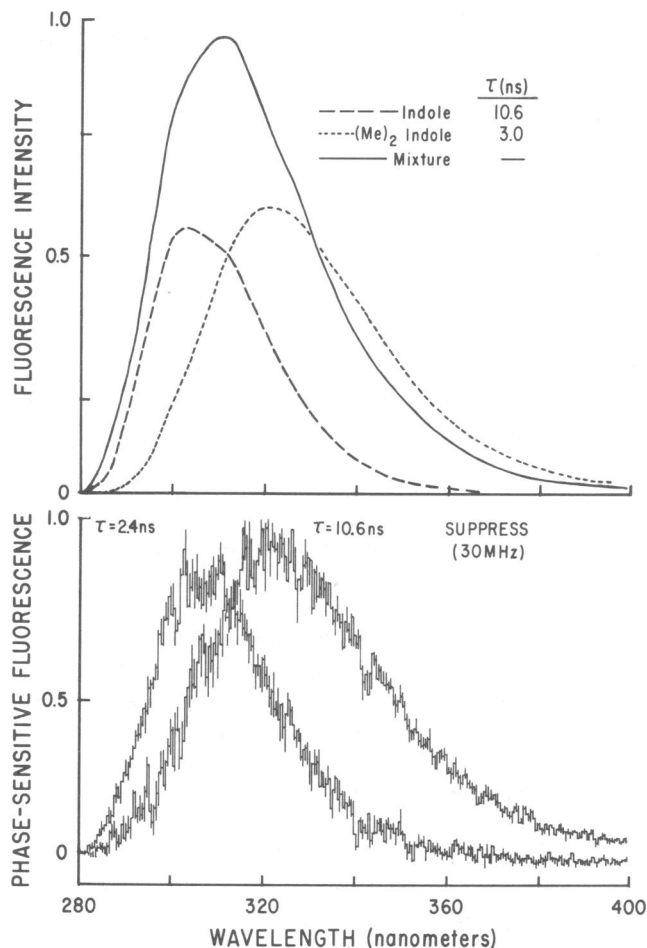 1.0
τ(ns)
Indole 10.6
(Me)₂ Indole 3.0
Mixture —
0.5
0
FLUORESCENCE INTENSITY
1.0
τ=2.4ns τ=10.6ns SUPPRESS
(30MHz)
0.5
0
PHASE-SENSITIVE FLUORESCENCE
280 320 360 400
WAVELENGTH (nanometers)